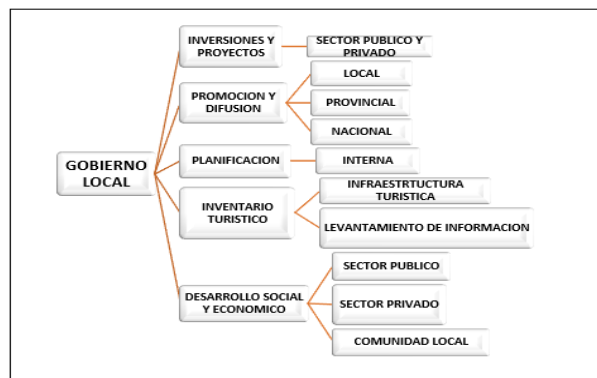 GOBIERNO
LOCAL
INVERSIONES Y
PROYECTOS
SECTOR PUBLICO Y
PRIVADO
PROMOCION Y
DIFUSION
LOCAL
PROVINCIAL
NACIONAL
PLANIFICACION
INTERNA
INVENTARIO
TURISTICO
INFRAESTRTUCTURA
TURISTICA
LEVANTAMIENTO DE INFORMACION
DESARROLLO SOCIAL
Y ECONOMICO
SECTOR PUBLICO
SECTOR PRIVADO
COMUNIDAD LOCAL